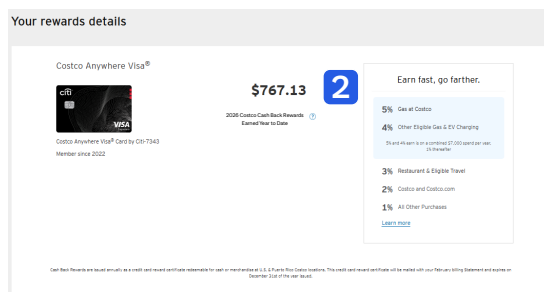 Your rewards details
Costco Anywhere Visa®
citi
VISA
Costco Anywhere Visa® Card by Citi-7343
Member since 2022
$767.13
2
2026 Costco Cash Back Rewards
Earned Year to Date
?
Earn fast, go farther.
5% Gas at Costco
4% Other Eligible Gas & EV Charging
5% and 4% earn is on a combined $7,000 spend per year,
1% thereafter
3% Restaurant & Eligible Travel
2% Costco and Costco.com
1% All Other Purchases
Learn more
Cash Back Rewards are issued annually as a credit card reward certificate redeemable for cash or merchandise at U.S. & Puerto Rico Costco locations. This credit card reward certificate will be mailed with your February billing Statement and expires on
December 31st of the year issued.